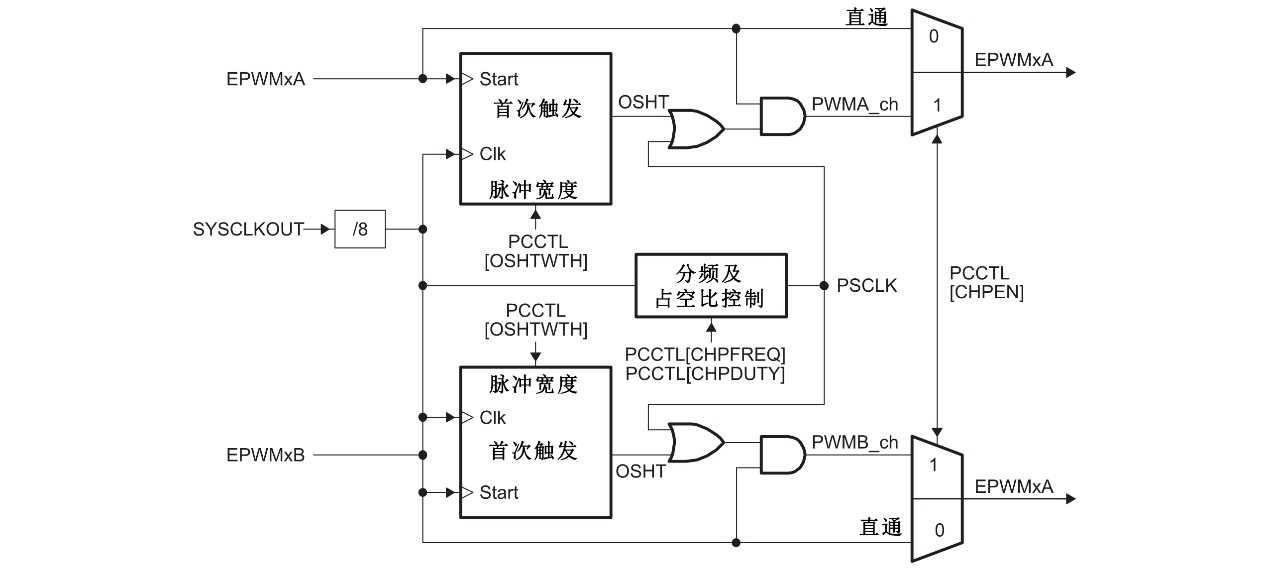 直通
0
EPWMxA
EPWMxA
Start
首次触发
OSHT
PWMA_ch
1
Clk
脉冲宽度
SYSCLKOUT
/8
PCCTL
[OSHTWTH]
分频及
占空比控制
PSCLK
PCCTL
[CHPEN]
PCCTL
[OSHTWTH]
PCCTL[CHPFREQ]
PCCTL[CHPDUTY]
脉冲宽度
Clk
首次触发
EPWMxB
OSHT
PWMB_ch
1
EPWMxA
Start
直通
0